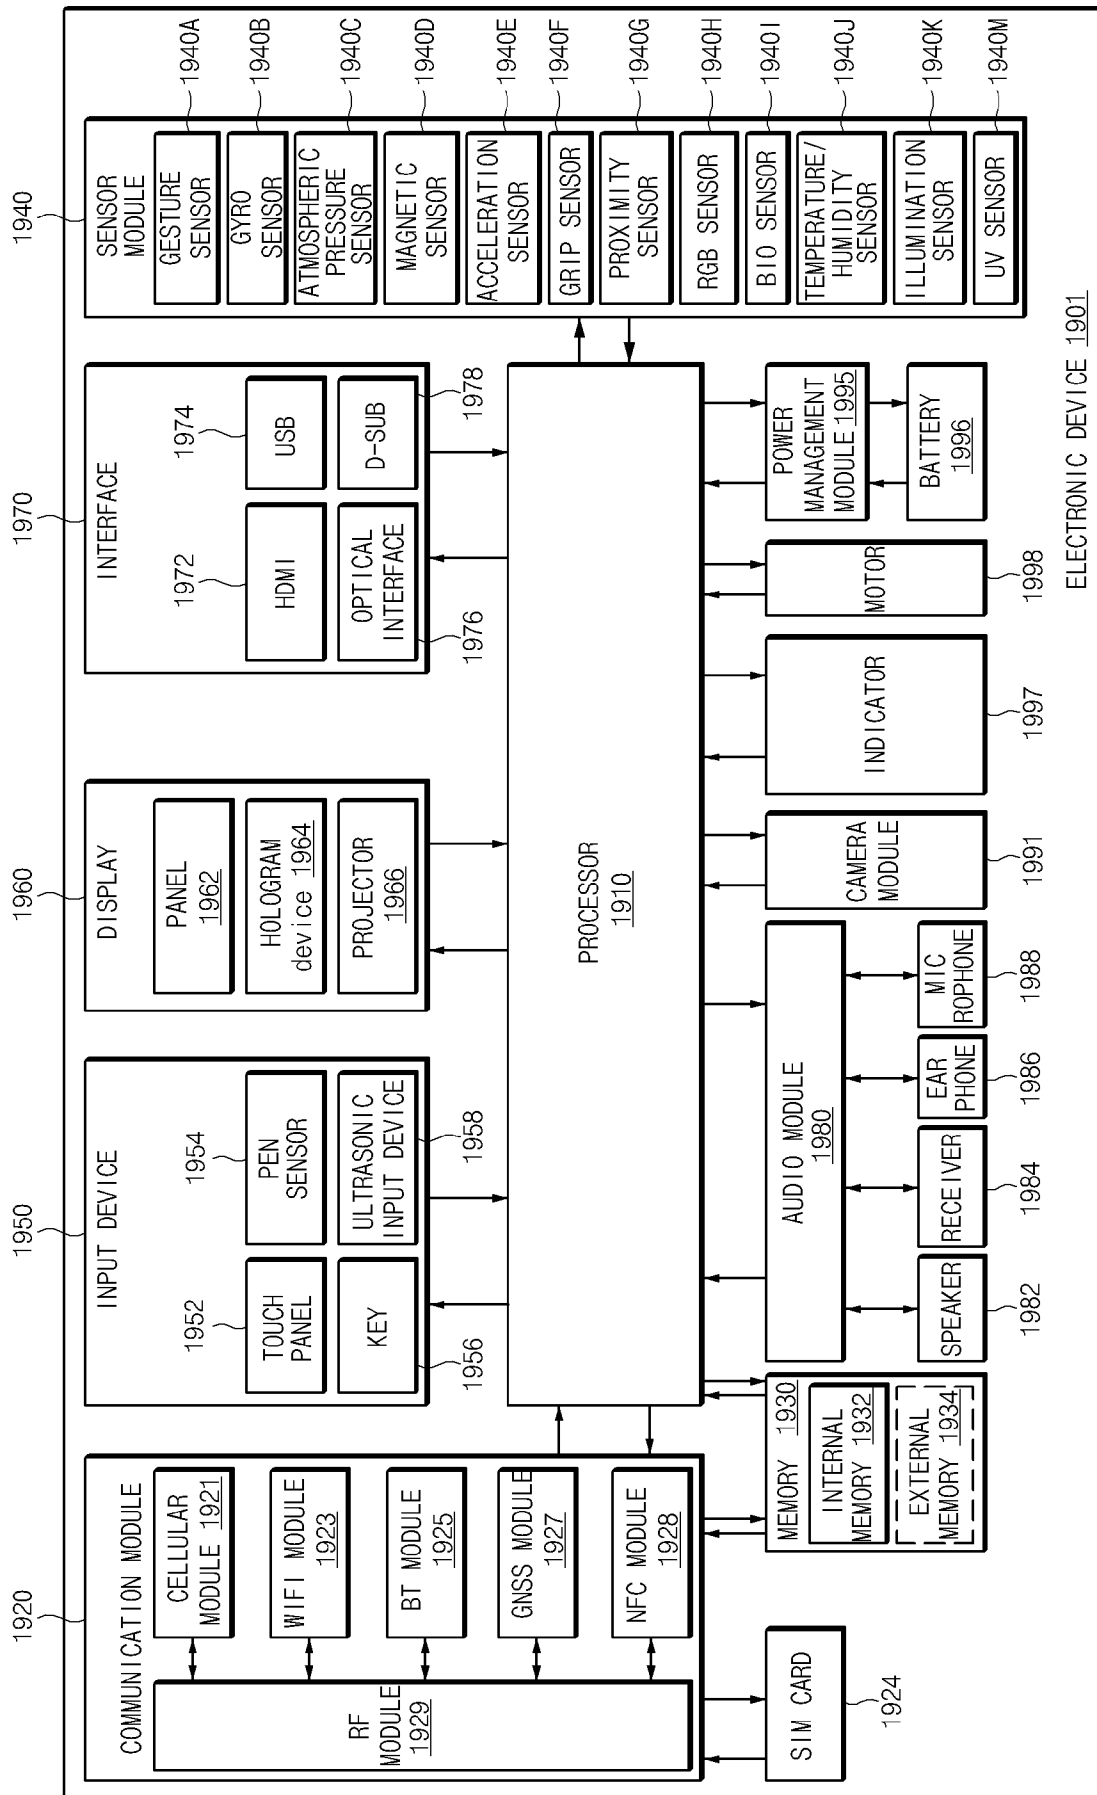 ELECTRONIC DEVICE 1901
1920
COMMUNICATION MODULE
CELLULAR
MODULE 1921
WIFI MODULE
1923
BT MODULE
1925
GNSS MODULE
1927
NFC MODULE
1928
RF
MODULE
1929
SIM CARD
1924
1950
INPUT DEVICE
1952
TOUCH
PANEL
1954
PEN
SENSOR
KEY
1956
ULTRASONIC
INPUT DEVICE
1958
1960
DISPLAY
PANEL
1962
HOLOGRAM
device 1964
PROJECTOR
1966
1970
INTERFACE
1972
HDMI
1974
USB
OPTICAL
INTERFACE
1976
D-SUB
1978
1940
SENSOR
MODULE
GESTURE
SENSOR
1940A
GYRO
SENSOR
1940B
ATMOSPHERIC
PRESSURE
SENSOR
1940C
MAGNETIC
SENSOR
1940D
ACCELERATION
SENSOR
1940E
GRIP SENSOR
1940F
PROXIMITY
SENSOR
1940G
RGB SENSOR
1940H
BIO SENSOR
1940I
TEMPERATURE/
HUMIDITY
SENSOR
1940J
ILLUMINATION
SENSOR
1940K
UV SENSOR
1940M
PROCESSOR
1910
MEMORY 1930
INTERNAL
MEMORY 1932
EXTERNAL
MEMORY 1934
AUDIO MODULE
1980
SPEAKER
1982
RECEIVER
1984
EAR
PHONE
1986
MIC
ROPHONE
1988
CAMERA
MODULE
1991
INDICATOR
1997
MOTOR
1998
POWER
MANAGEMENT
MODULE 1995
BATTERY
1996